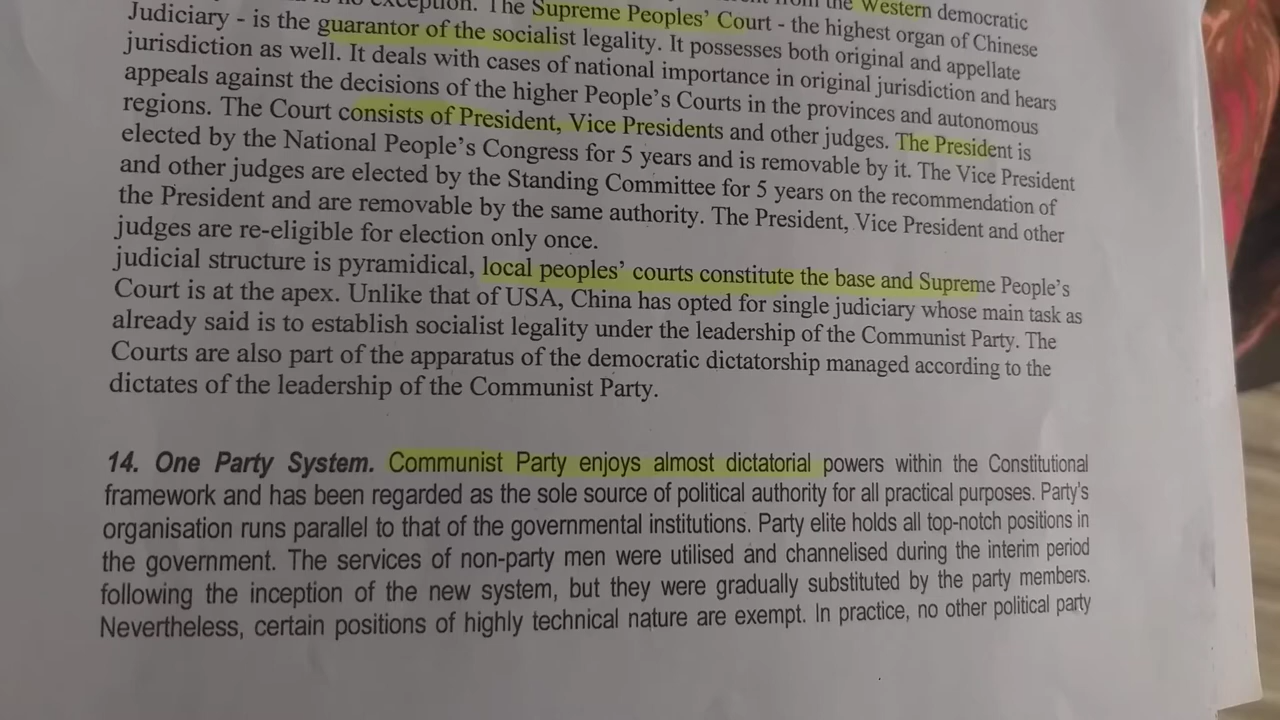 is no exception. The Supreme Peoples' Court - the highest organ of Chinese
from the Western democratic
Judiciary - is the guarantor of the socialist legality. It possesses both original and appellate
jurisdiction as well. It deals with cases of national importance in original jurisdiction and hears
appeals against the decisions of the higher People's Courts in the provinces and autonomous
regions. The Court consists of President, Vice Presidents and other judges. The President is
elected by the National People's Congress for 5 years and is removable by it. The Vice President
and other judges are elected by the Standing Committee for 5 years on the recommendation of
the President and are removable by the same authority. The President, Vice President and other
judges are re-eligible for election only once.
judicial structure is pyramidical, local peoples' courts constitute the base and Supreme People's
Court is at the apex. Unlike that of USA, China has opted for single judiciary whose main task as
already said is to establish socialist legality under the leadership of the Communist Party. The
Courts are also part of the apparatus of the democratic dictatorship managed according to the
dictates of the leadership of the Communist Party.
14. One Party System. Communist Party enjoys almost dictatorial powers within the Constitutional
framework and has been regarded as the sole source of political authority for all practical purposes. Party's
organisation runs parallel to that of the governmental institutions. Party elite holds all top-notch positions in
the government. The services of non-party men were utilised and channelised during the interim period
following the inception of the new system, but they were gradually substituted by the party members.
Nevertheless, certain positions of highly technical nature are exempt. In practice, no other political party